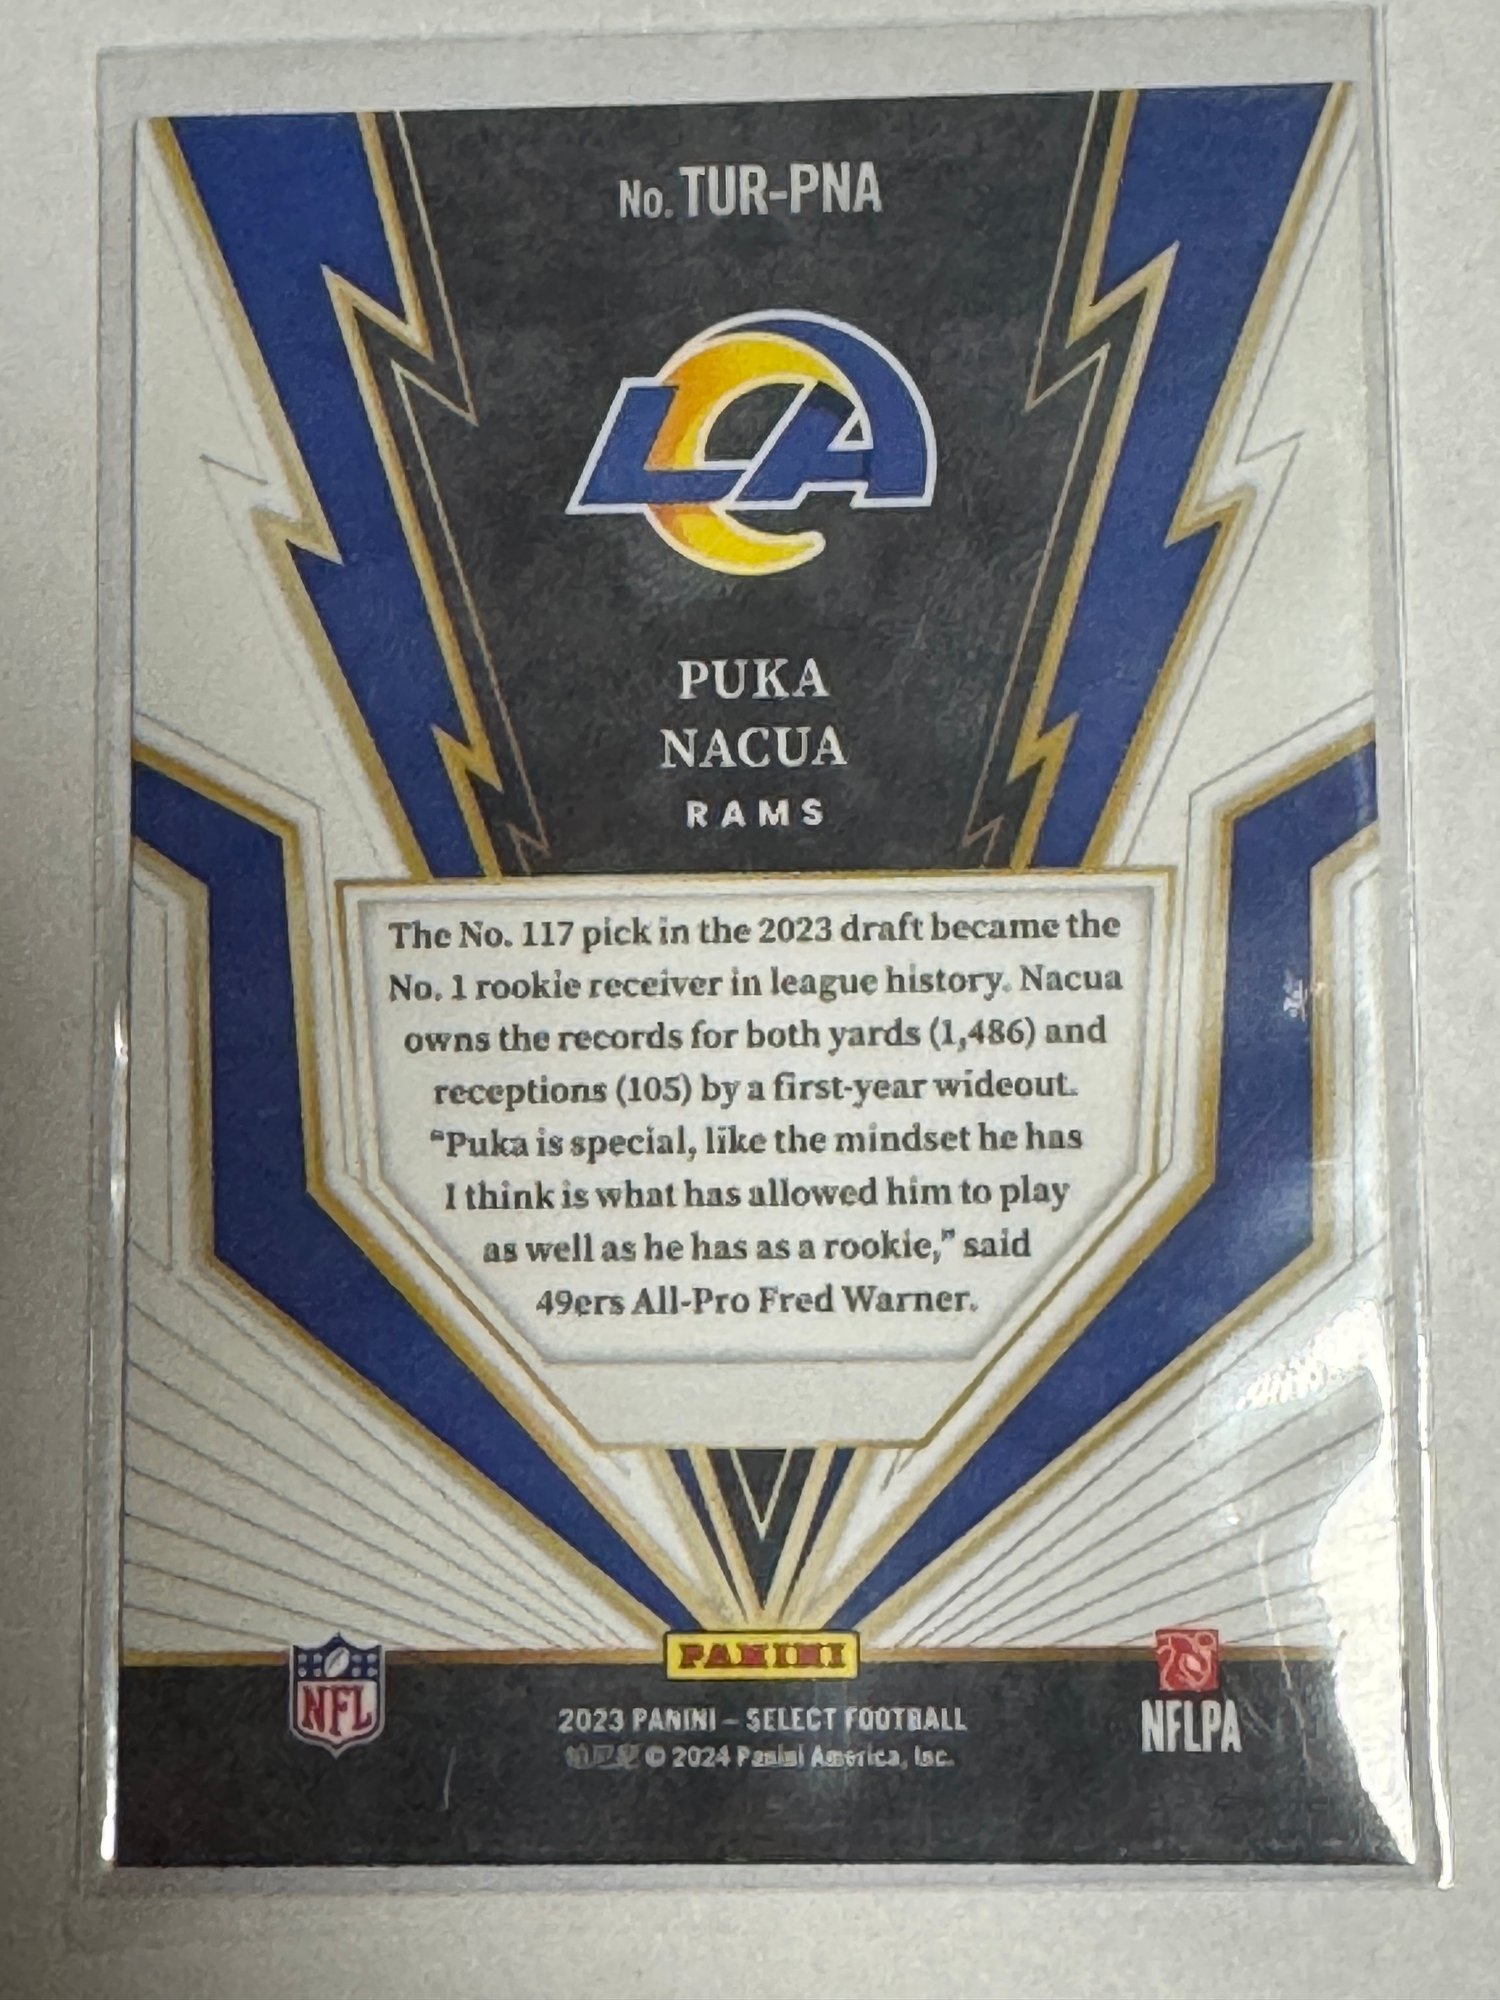 No. TUR-PNA
LA
PUKA
NACUA
RAMS
The No. 117 pick in the 2023 draft became the
No. 1 rookie receiver in league history. Nacua
owns the records for both yards (1,486) and
receptions (105) by a first-year wideout.
“Puka is special, like the mindset he has
I think is what has allowed him to play
as well as he has as a rookie,” said
49ers All-Pro Fred Warner.
PANINI
NFL
NFLPA
2023 PANINI – SELECT FOOTBALL
© 2024 Panini America, Inc.